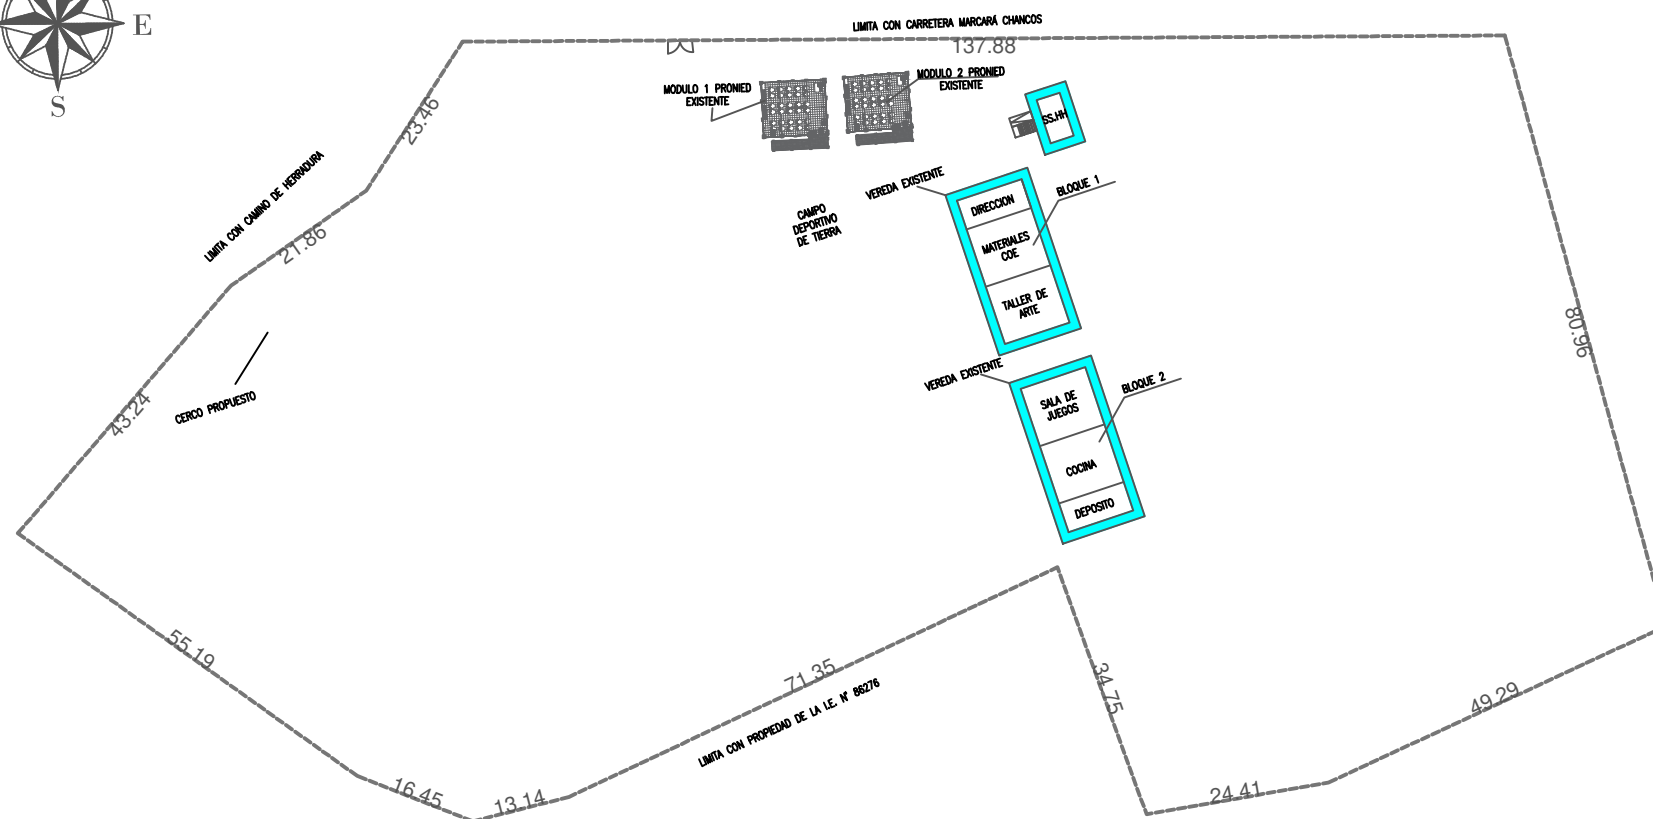 E
S
LIMITA CON CARRETERA MARCARÁ CHANCOS
137.88
MODULO 1 PRONIED
EXISTENTE
MODULO 2 PRONIED
EXISTENTE
SS.HH
23.46
LIMITA CON CAMINO DE HERRADURA
21.86
VEREDA EXISTENTE
BLOQUE 1
DIRECCION
CAMPO
DEPORTIVO
DE TIERRA
MATERIALES
COE
TALLER DE
ARTE
80.96
VEREDA EXISTENTE
BLOQUE 2
SALA DE
JUEGOS
COCINA
DEPOSITO
CERCO PROPUESTO
43.24
55.19
71.35
LIMITA CON PROPIEDAD DE LA I.E. N° 86276
34.75
49.29
16.45
13.14
24.41